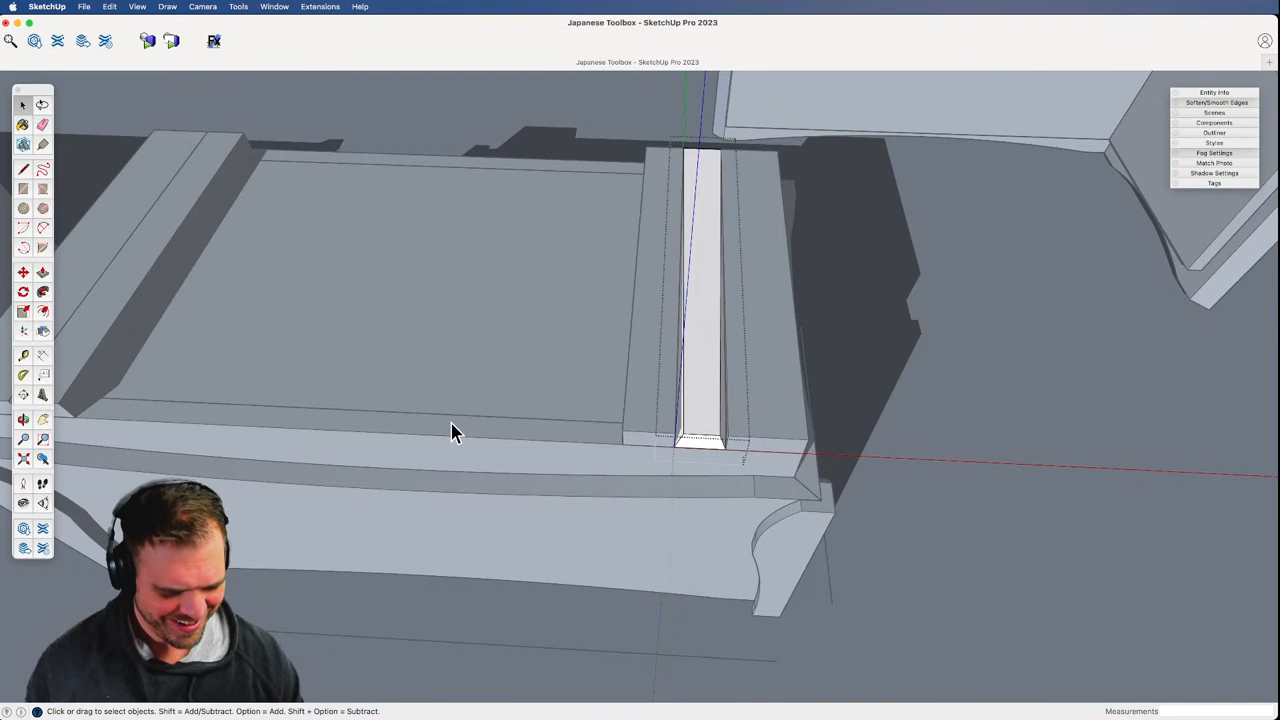 SketchUp File Edit View Draw Camera Tools Window Extensions Help
Japanese Toolbox - SketchUp Pro 2023
Japanese Toolbox - SketchUp Pro 2023
Entity Info
Soften/Smooth Edges
Scenes
Components
Outliner
Styles
Fog Settings
Match Photo
Shadow Settings
Tags
Click or drag to select objects. Shift = Add/Subtract. Option = Add. Shift + Option = Subtract.
Measurements